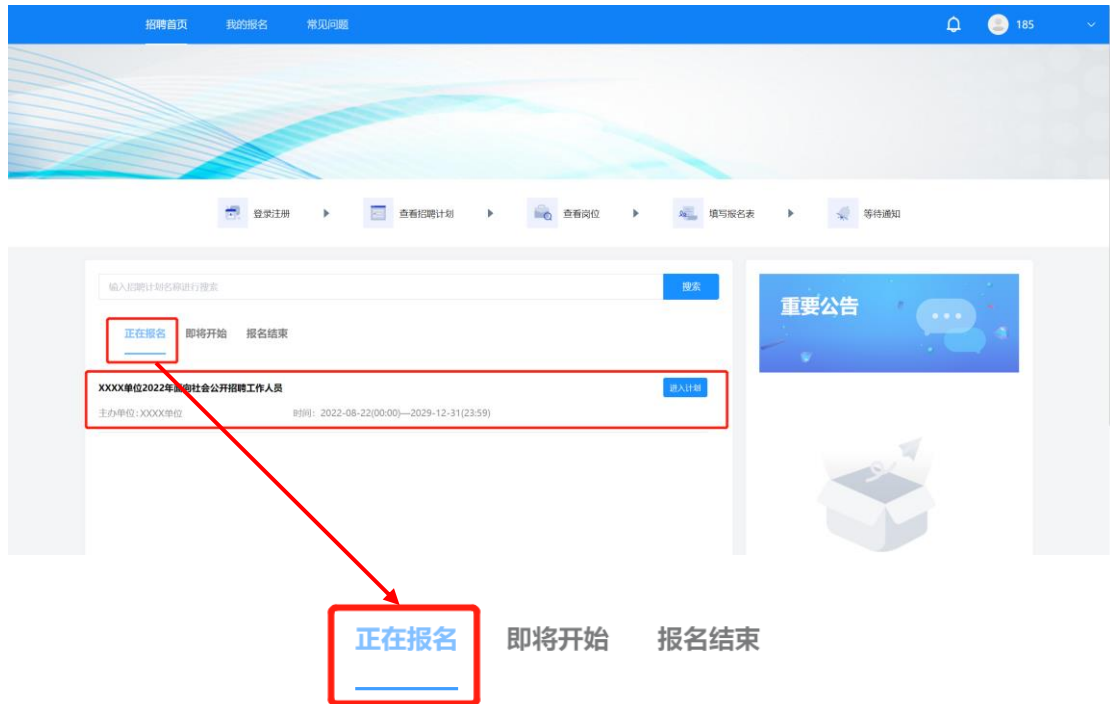 招聘首页 我的报名 常见问题 185
登录注册 查看招聘计划 查看岗位 填写报名表 等待通知
输入招聘计划名称进行搜索 搜索
重要公告
正在报名 即将开始 报名结束
XXXX单位2022年面向社会公开招聘工作人员 进入计划
主办单位:XXXX单位 时间: 2022-08-22(00:00)—2029-12-31(23:59)
正在报名 即将开始 报名结束